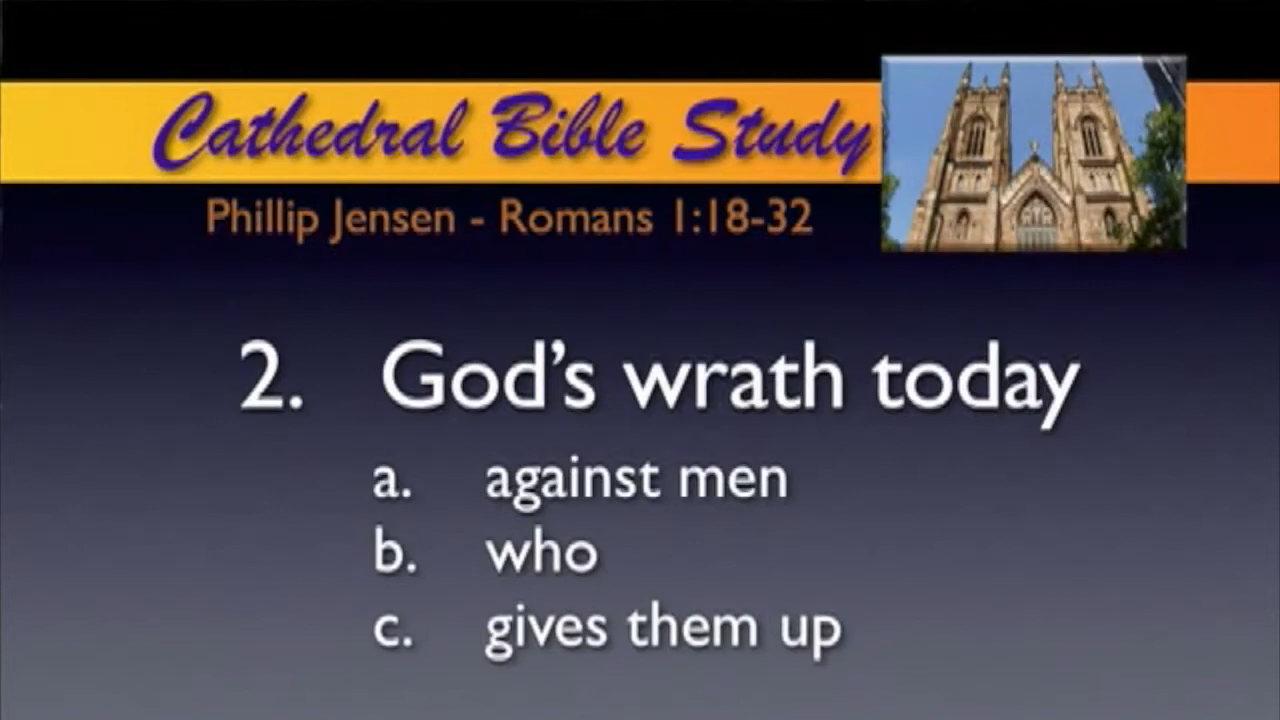 Cathedral Bible Study
Phillip Jensen - Romans 1:18-32
2. God's wrath today
a. against men
b. who
c. gives them up